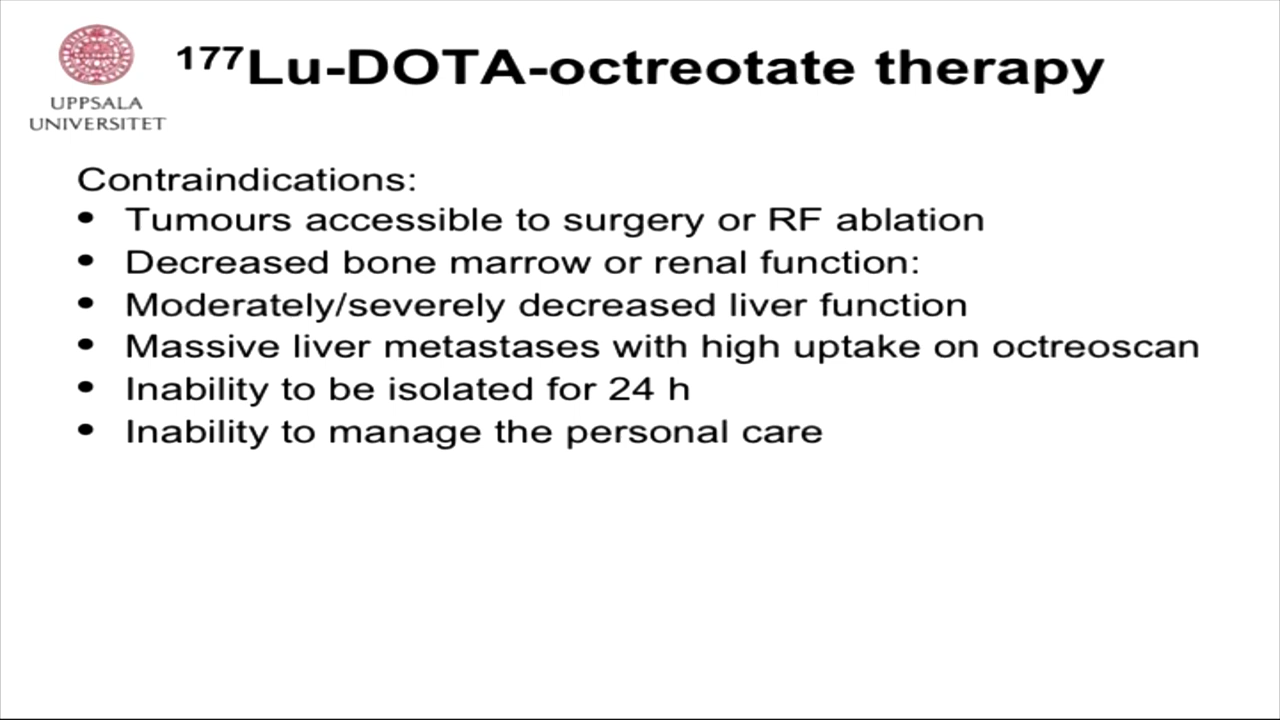 UPPSALA
UNIVERSITET
¹⁷⁷Lu-DOTA-octreotate therapy
Contraindications:
• Tumours accessible to surgery or RF ablation
• Decreased bone marrow or renal function:
• Moderately/severely decreased liver function
• Massive liver metastases with high uptake on octreoscan
• Inability to be isolated for 24 h
• Inability to manage the personal care